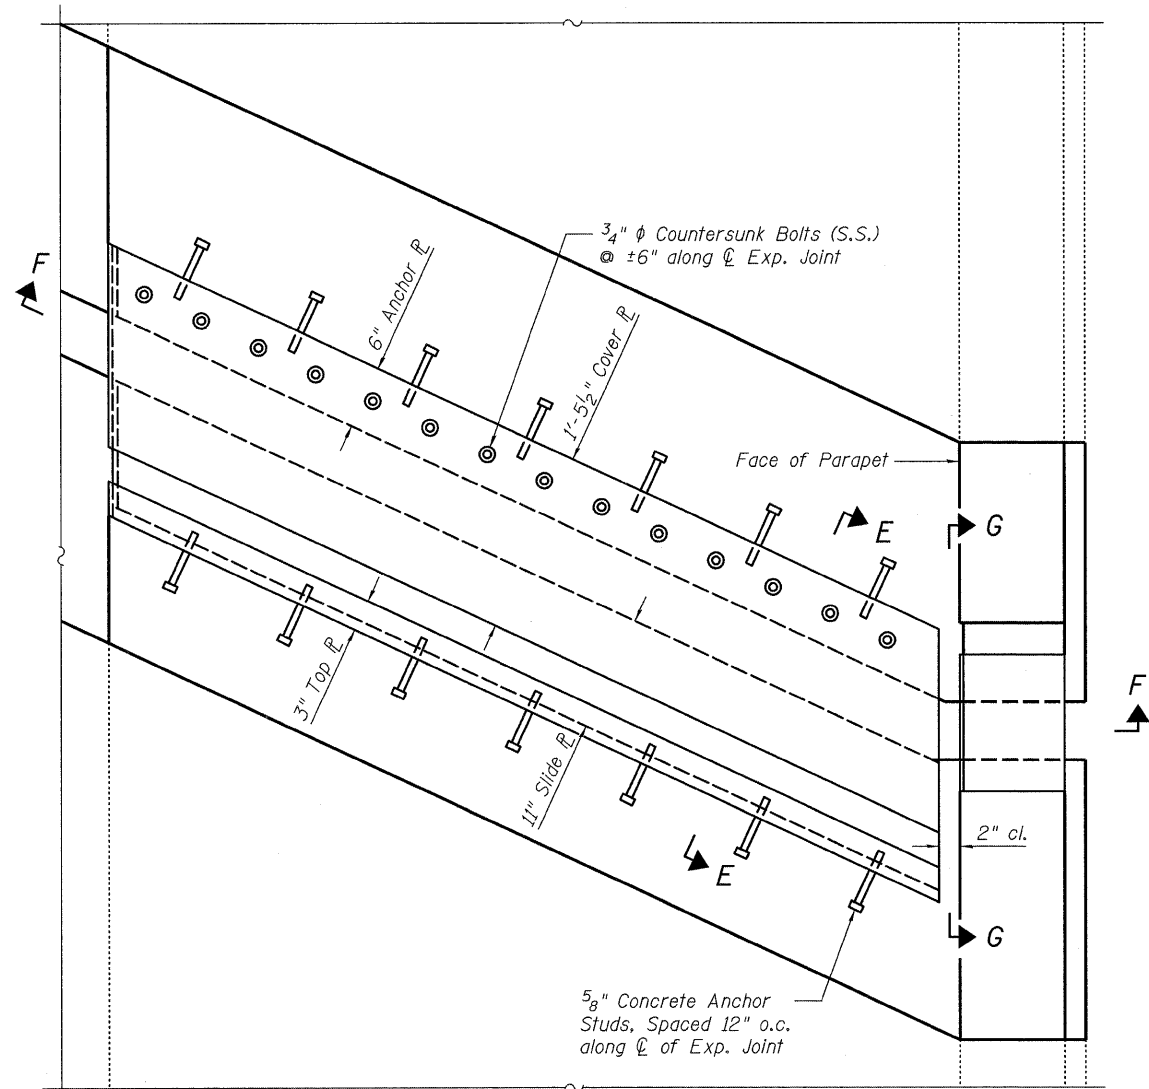 ¾" ϕ Countersunk Bolts (S.S.)
@ ±6" along ℄ Exp. Joint
F
6" Anchor ⅊
1'-5½" Cover ⅊
Face of Parapet
E
G
F
3" Top ⅊
11" Slide ⅊
2" cl.
E
G
⅝" Concrete Anchor
Studs, Spaced 12" o.c.
along ℄ of Exp. Joint